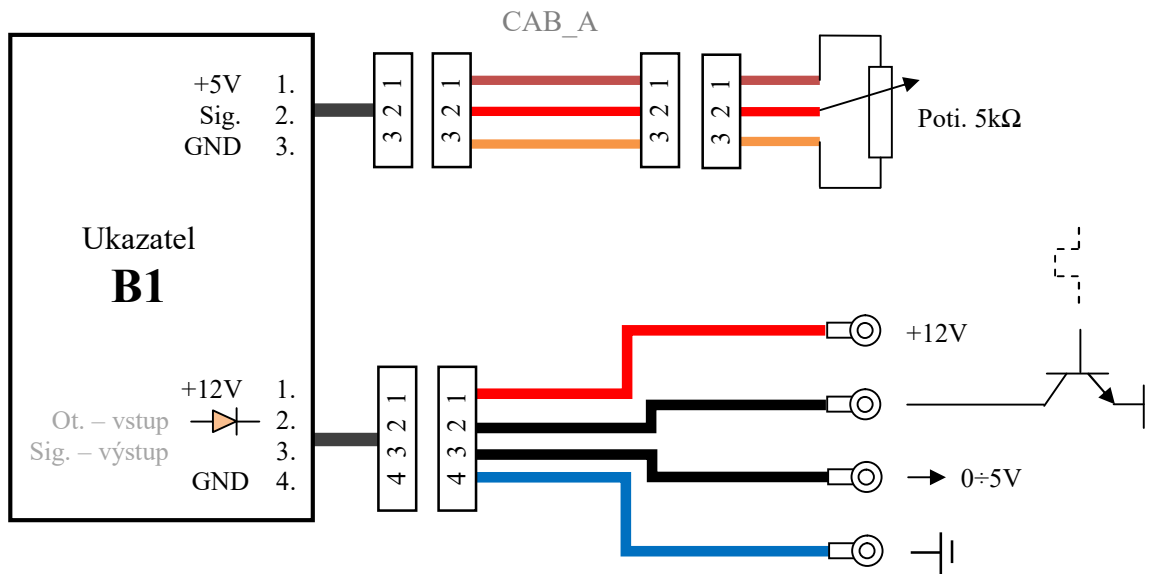 CAB_A
+5V 1.
Sig. 2.
GND 3.
3 2 1
3 2 1
3 2 1
3 2 1
Poti. 5kΩ
Ukazatel
B1
+12V 1.
Ot. – vstup 2.
Sig. – výstup 3.
GND 4.
4 3 2 1
4 3 2 1
+12V
0÷5V